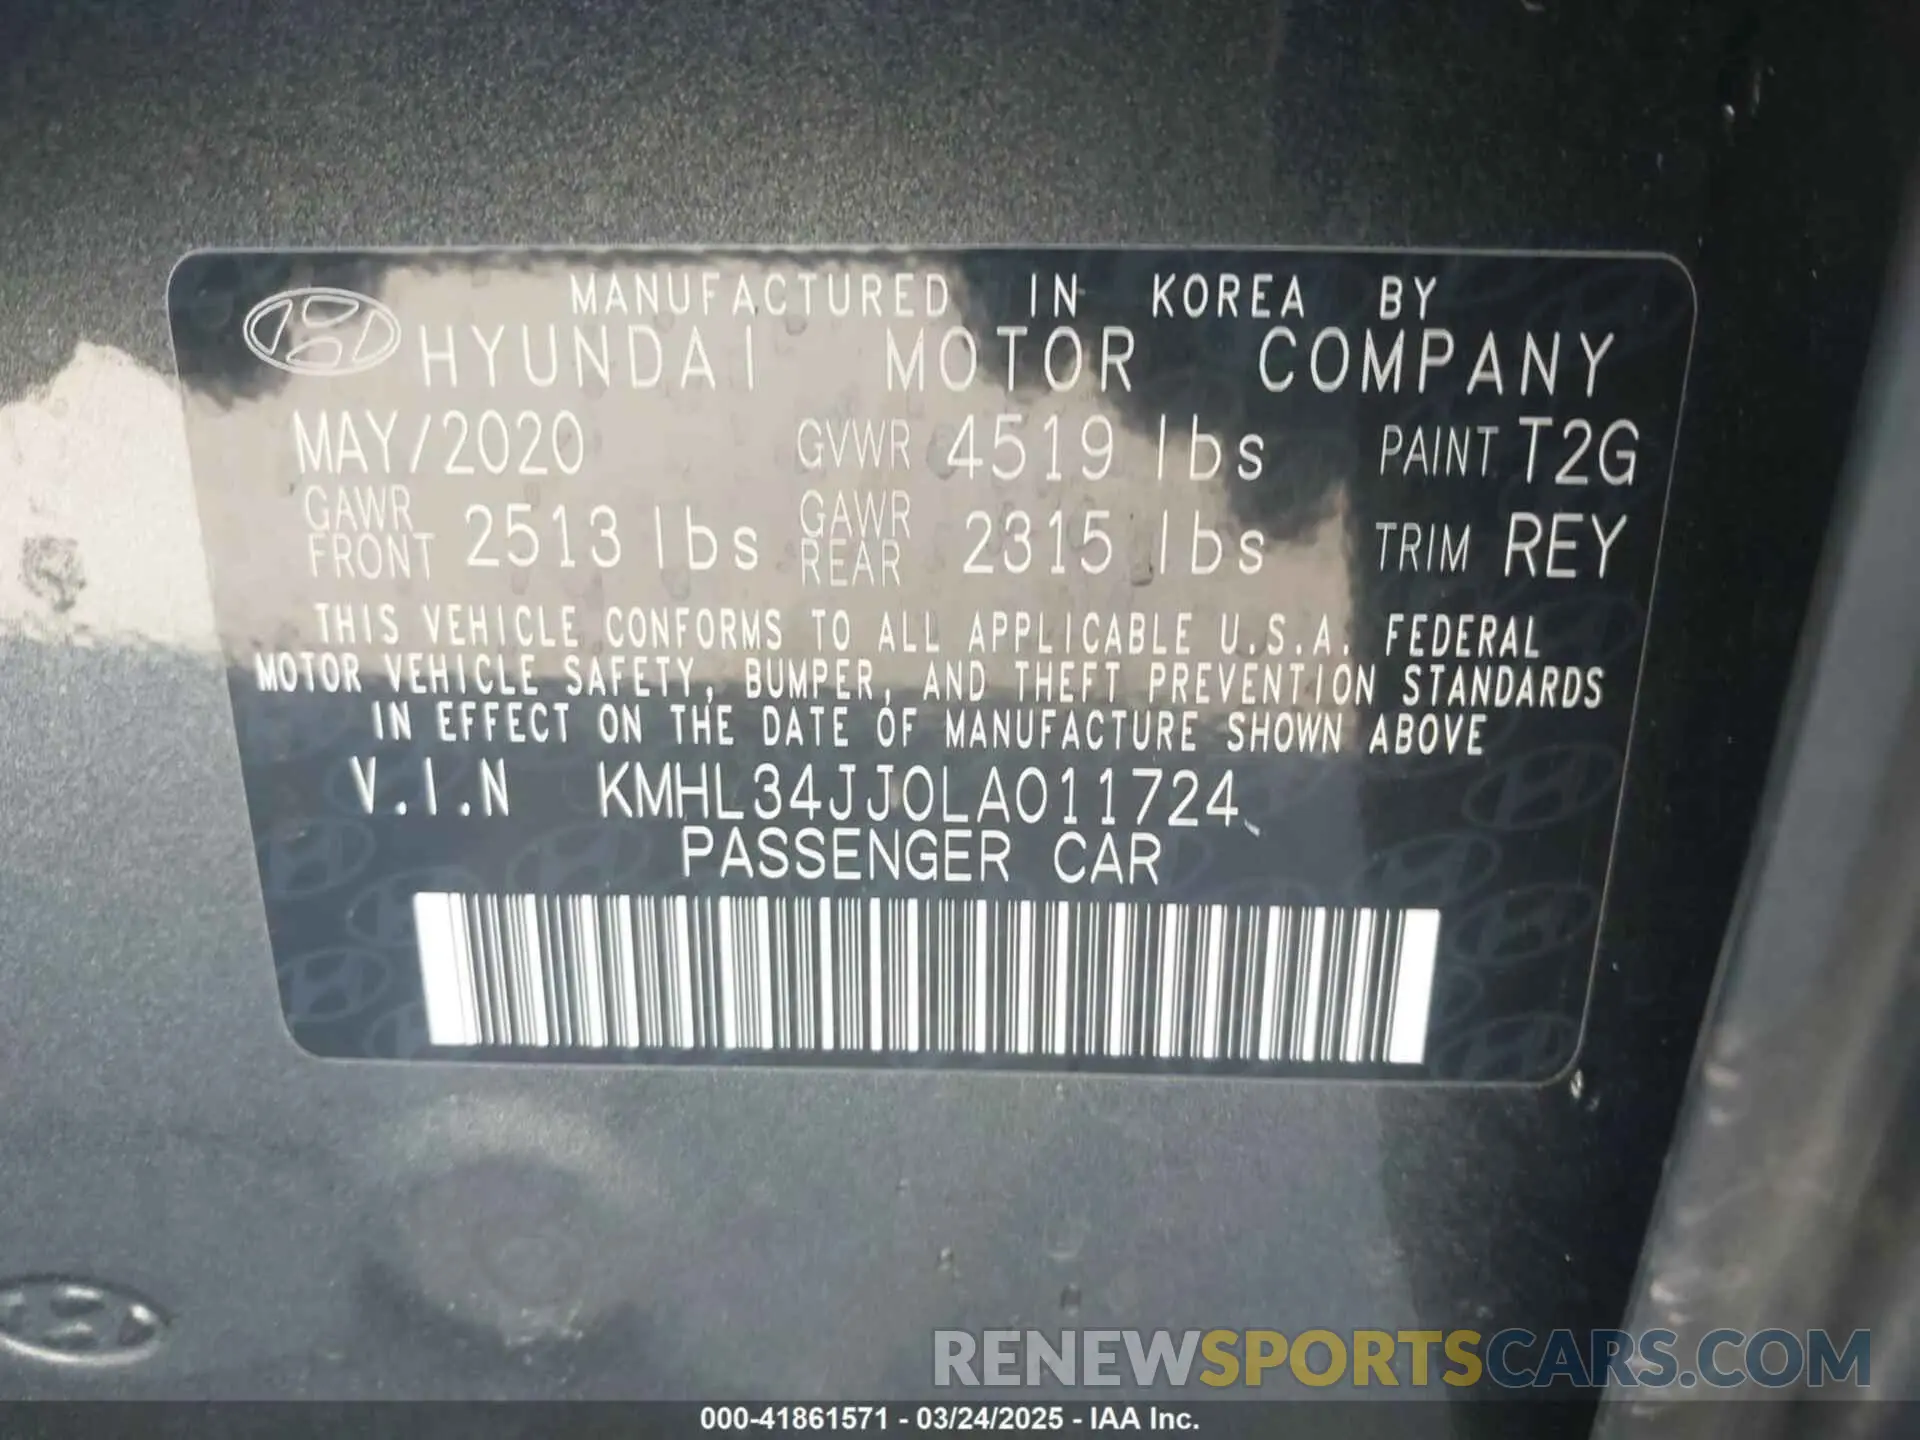 MANUFACTURED IN KOREA BY
HYUNDAI MOTOR COMPANY
MAY/2020 GVWR 4519 lbs PAINT T2G
GAWR FRONT 2513 lbs GAWR REAR 2315 lbs TRIM REY
THIS VEHICLE CONFORMS TO ALL APPLICABLE U.S.A. FEDERAL
MOTOR VEHICLE SAFETY, BUMPER, AND THEFT PREVENTION STANDARDS
IN EFFECT ON THE DATE OF MANUFACTURE SHOWN ABOVE
V.I.N KMHL34JJ0LA011724
PASSENGER CAR
RENEWSPORTSCARS.COM
000-41861571 - 03/24/2025 - IAA Inc.